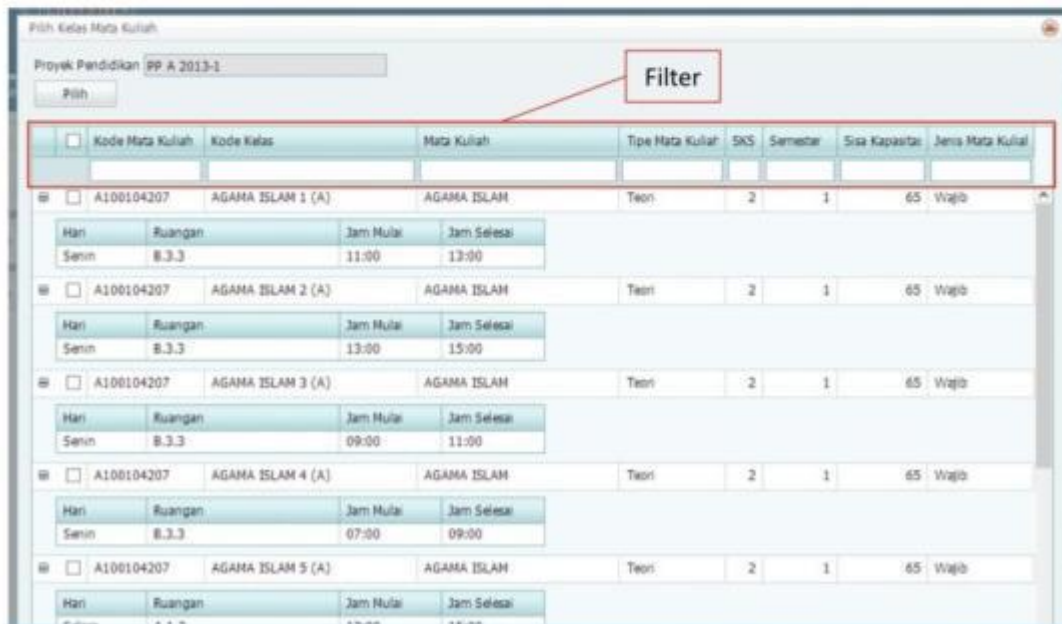 Pilih Kelas Mata Kuliah
Proyek Pendidikan PP A 2013-1
Pilih
Filter
Kode Mata Kuliah Kode Kelas Mata Kuliah Tipe Mata Kuliah SKS Semester Sisa Kapasitas Jenis Mata Kuliah
A100104207 AGAMA ISLAM 1 (A) AGAMA ISLAM Teori 2 1 65 Wajib
Hari Ruangan Jam Mulai Jam Selesai
Senin B.3.3 11:00 13:00
A100104207 AGAMA ISLAM 2 (A) AGAMA ISLAM Teori 2 1 65 Wajib
Hari Ruangan Jam Mulai Jam Selesai
Senin B.3.3 13:00 15:00
A100104207 AGAMA ISLAM 3 (A) AGAMA ISLAM Teori 2 1 65 Wajib
Hari Ruangan Jam Mulai Jam Selesai
Senin B.3.3 09:00 11:00
A100104207 AGAMA ISLAM 4 (A) AGAMA ISLAM Teori 2 1 65 Wajib
Hari Ruangan Jam Mulai Jam Selesai
Senin B.3.3 07:00 09:00
A100104207 AGAMA ISLAM 5 (A) AGAMA ISLAM Teori 2 1 65 Wajib
Hari Ruangan Jam Mulai Jam Selesai